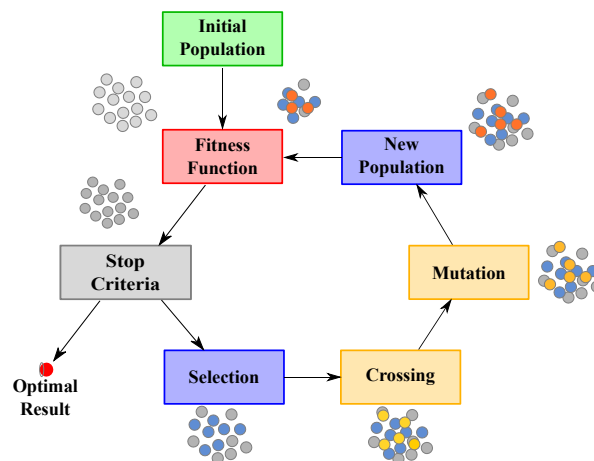 Initial
Population
Fitness
Function
New
Population
Stop
Criteria
Mutation
Optimal
Result
Selection
Crossing